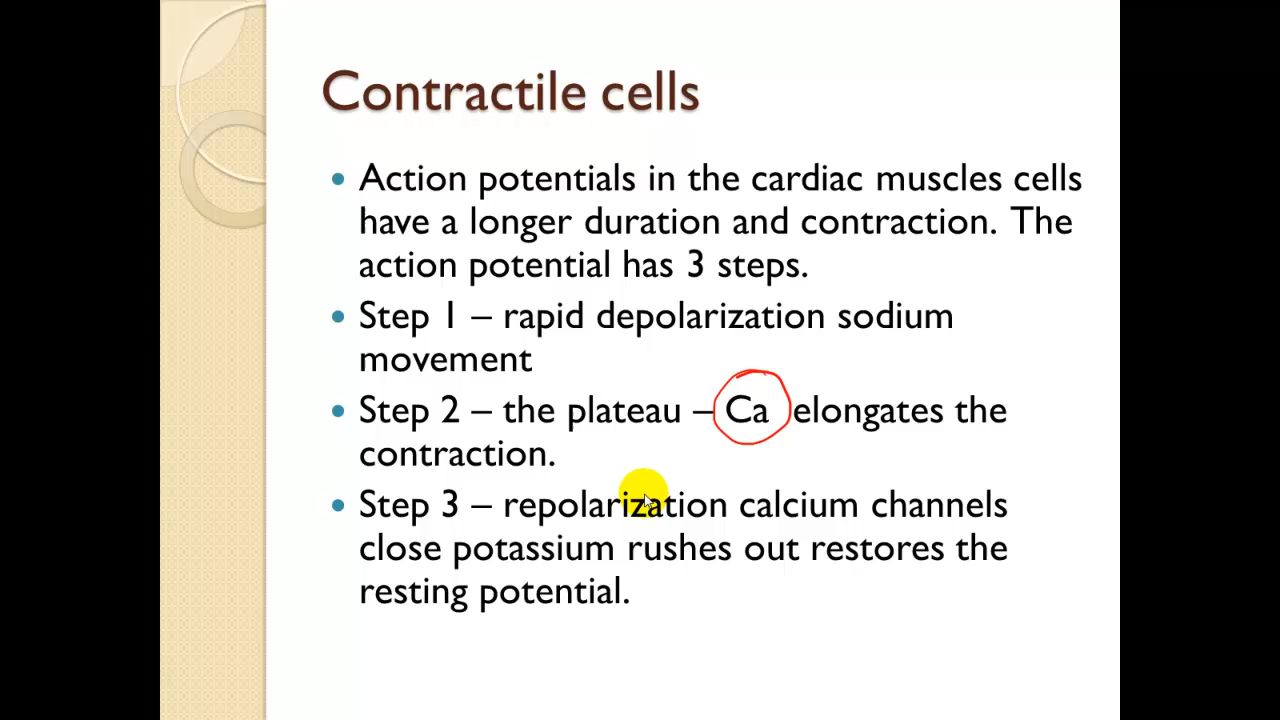 Contractile cells
• Action potentials in the cardiac muscles cells
have a longer duration and contraction. The
action potential has 3 steps.
• Step 1 – rapid depolarization sodium
movement
• Step 2 – the plateau – Ca elongates the
contraction.
• Step 3 – repolarization calcium channels
close potassium rushes out restores the
resting potential.